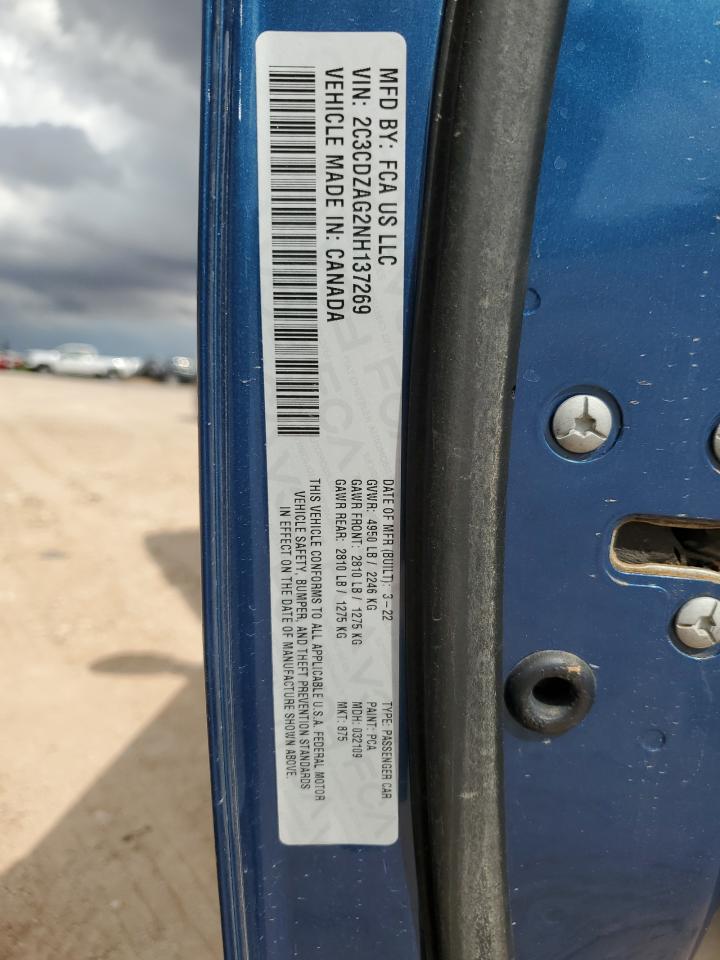 MFD BY: FCA US LLC
VIN: 2C3CDZAG2NH137269
VEHICLE MADE IN: CANADA
DATE OF MFR (BUILT): 3-22
GVWR: 4950 LB / 2246 KG
GAWR FRONT: 2810 LB / 1275 KG
GAWR REAR: 2810 LB / 1275 KG
TYPE: PASSENGER CAR
PAINT: PCA
MDH: 032109
MKT: 875
THIS VEHICLE CONFORMS TO ALL APPLICABLE U.S.A. FEDERAL MOTOR
VEHICLE SAFETY, BUMPER, AND THEFT PREVENTION STANDARDS
IN EFFECT ON THE DATE OF MANUFACTURE SHOWN ABOVE.
FCA